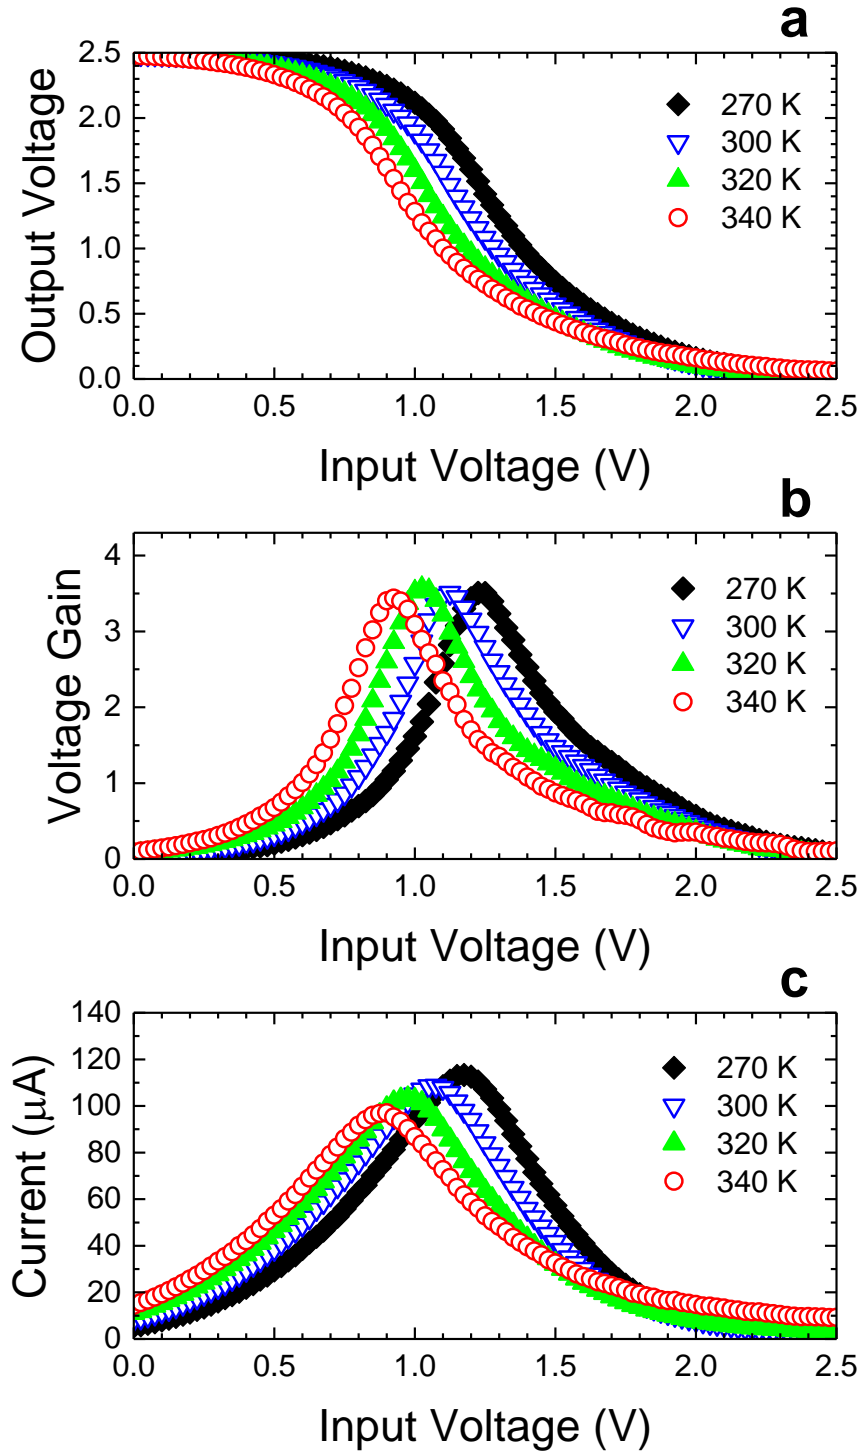 a
2.5
2.0
1.5
1.0
0.5
0.0
Output Voltage
270 K
300 K
320 K
340 K
0.0 0.5 1.0 1.5 2.0 2.5
Input Voltage (V)
b
4
3
2
1
0
Voltage Gain
270 K
300 K
320 K
340 K
0.0 0.5 1.0 1.5 2.0 2.5
Input Voltage (V)
c
140
120
100
80
60
40
20
0
Current (μA)
270 K
300 K
320 K
340 K
0.0 0.5 1.0 1.5 2.0 2.5
Input Voltage (V)